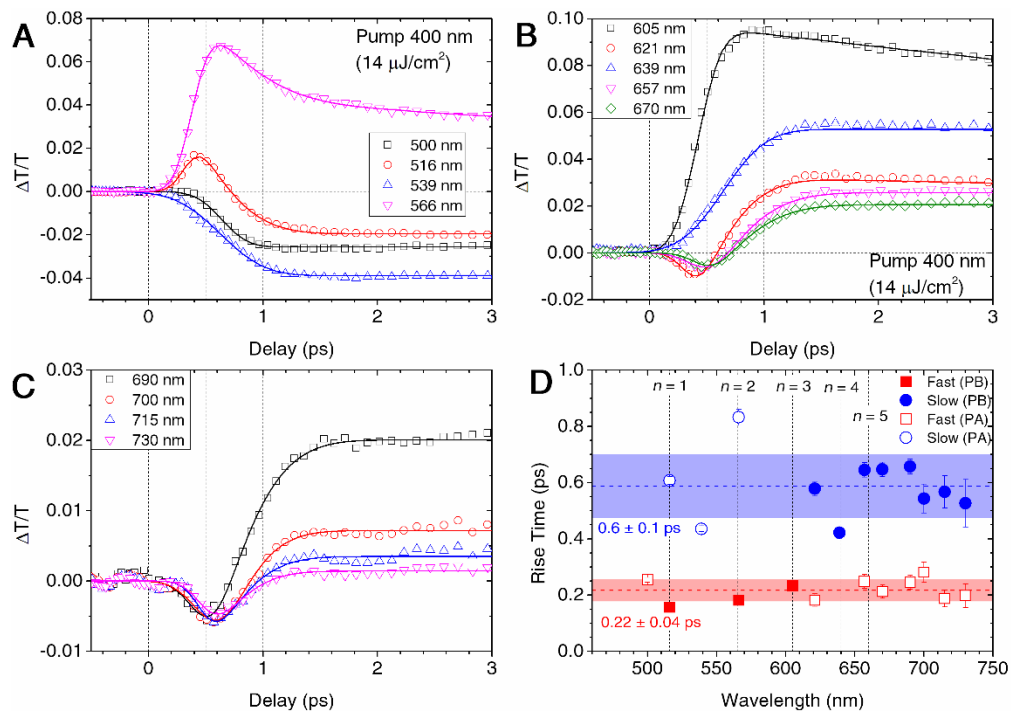 A
Pump 400 nm
(14 μJ/cm²)
0.08
0.04
0.00
-0.04
ΔT/T
500 nm
516 nm
539 nm
566 nm
0
1
2
3
Delay (ps)
B
605 nm
621 nm
639 nm
657 nm
670 nm
0.10
0.08
0.06
0.04
0.02
0.00
-0.02
ΔT/T
Pump 400 nm
(14 μJ/cm²)
0
1
2
3
Delay (ps)
C
690 nm
700 nm
715 nm
730 nm
0.03
0.02
0.01
0.00
-0.01
ΔT/T
0
1
2
3
Delay (ps)
D
n = 1
n = 2
n = 3
n = 4
n = 5
Fast (PB)
Slow (PB)
Fast (PA)
Slow (PA)
1.0
0.8
0.6
0.4
0.2
0.0
Rise Time (ps)
0.6 ± 0.1 ps
0.22 ± 0.04 ps
500
550
600
650
700
750
Wavelength (nm)